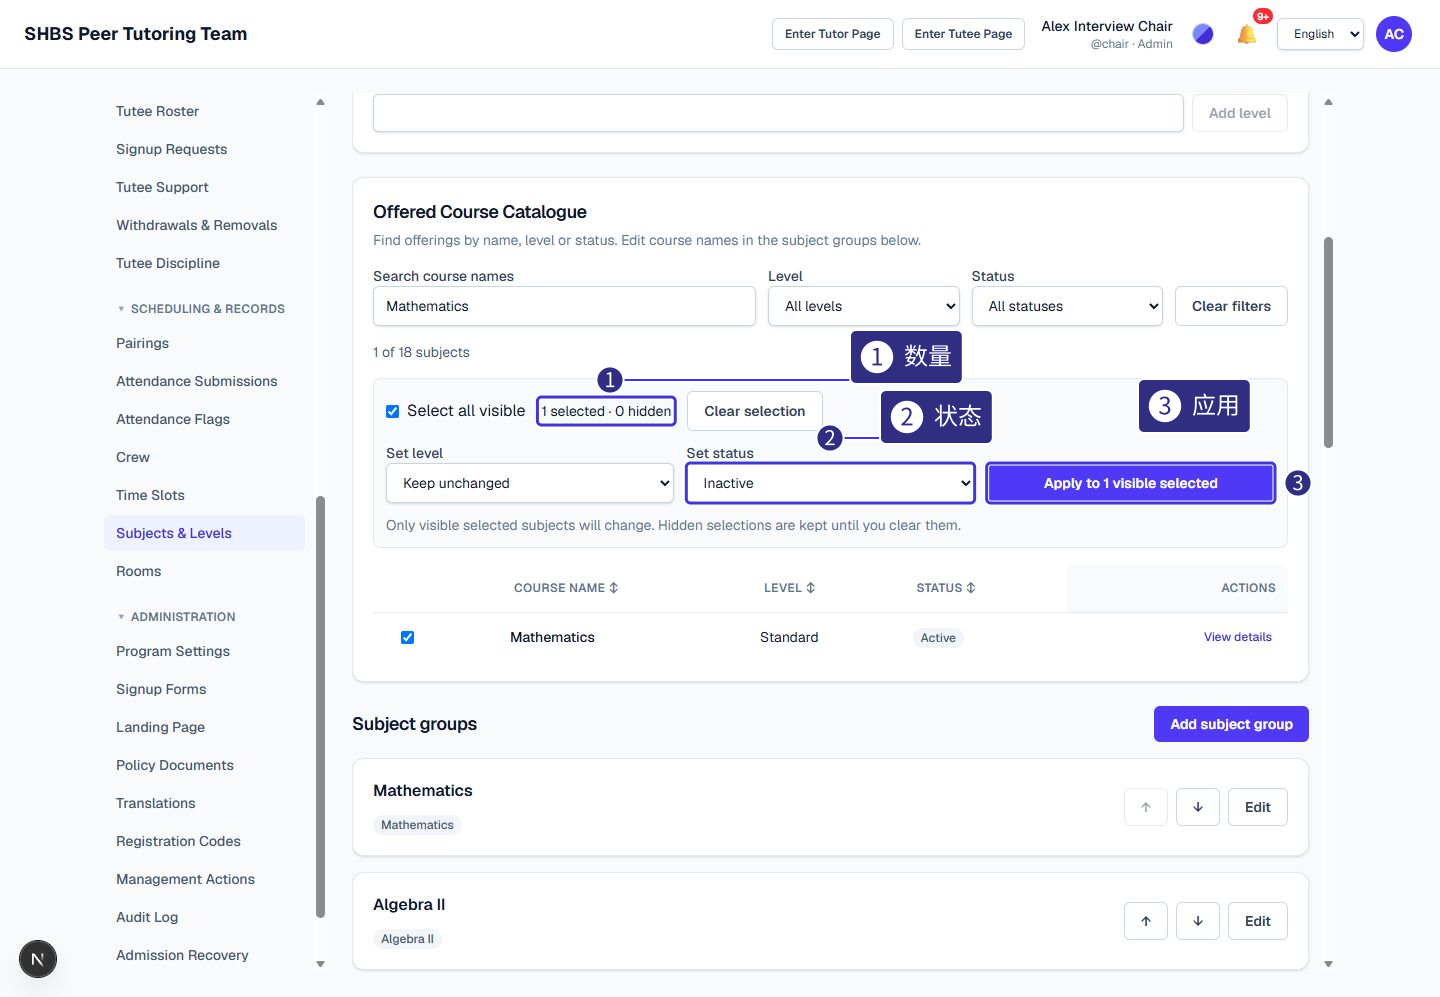 SHBS Peer Tutoring Team
Enter Tutor Page
Enter Tutee Page
Alex Interview Chair
@chair · Admin
9+
English
AC
Tutee Roster
Signup Requests
Tutee Support
Withdrawals & Removals
Tutee Discipline
SCHEDULING & RECORDS
Pairings
Attendance Submissions
Attendance Flags
Crew
Time Slots
Subjects & Levels
Rooms
ADMINISTRATION
Program Settings
Signup Forms
Landing Page
Policy Documents
Translations
Registration Codes
Management Actions
Audit Log
Admission Recovery
N
Add level
Offered Course Catalogue
Find offerings by name, level or status. Edit course names in the subject groups below.
Search course names
Level
Status
Mathematics
All levels
All statuses
Clear filters
1 of 18 subjects
1 数量
1
Select all visible
1 selected · 0 hidden
Clear selection
2 状态
2
3 应用
Set level
Set status
Keep unchanged
Inactive
Apply to 1 visible selected
3
Only visible selected subjects will change. Hidden selections are kept until you clear them.
COURSE NAME
LEVEL
STATUS
ACTIONS
Mathematics
Standard
Active
View details
Subject groups
Add subject group
Mathematics
Mathematics
↑
↓
Edit
Algebra II
Algebra II
↑
↓
Edit